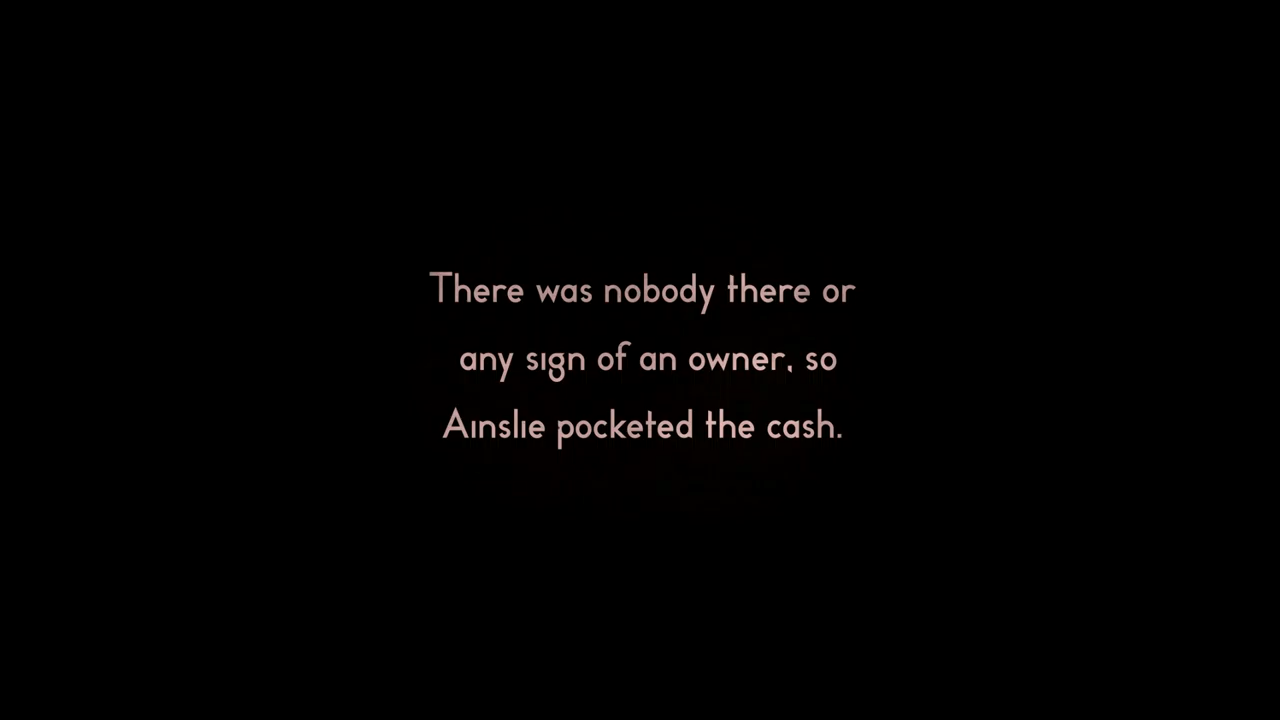 There was nobody there or
any sign of an owner, so
Ainslie pocketed the cash.